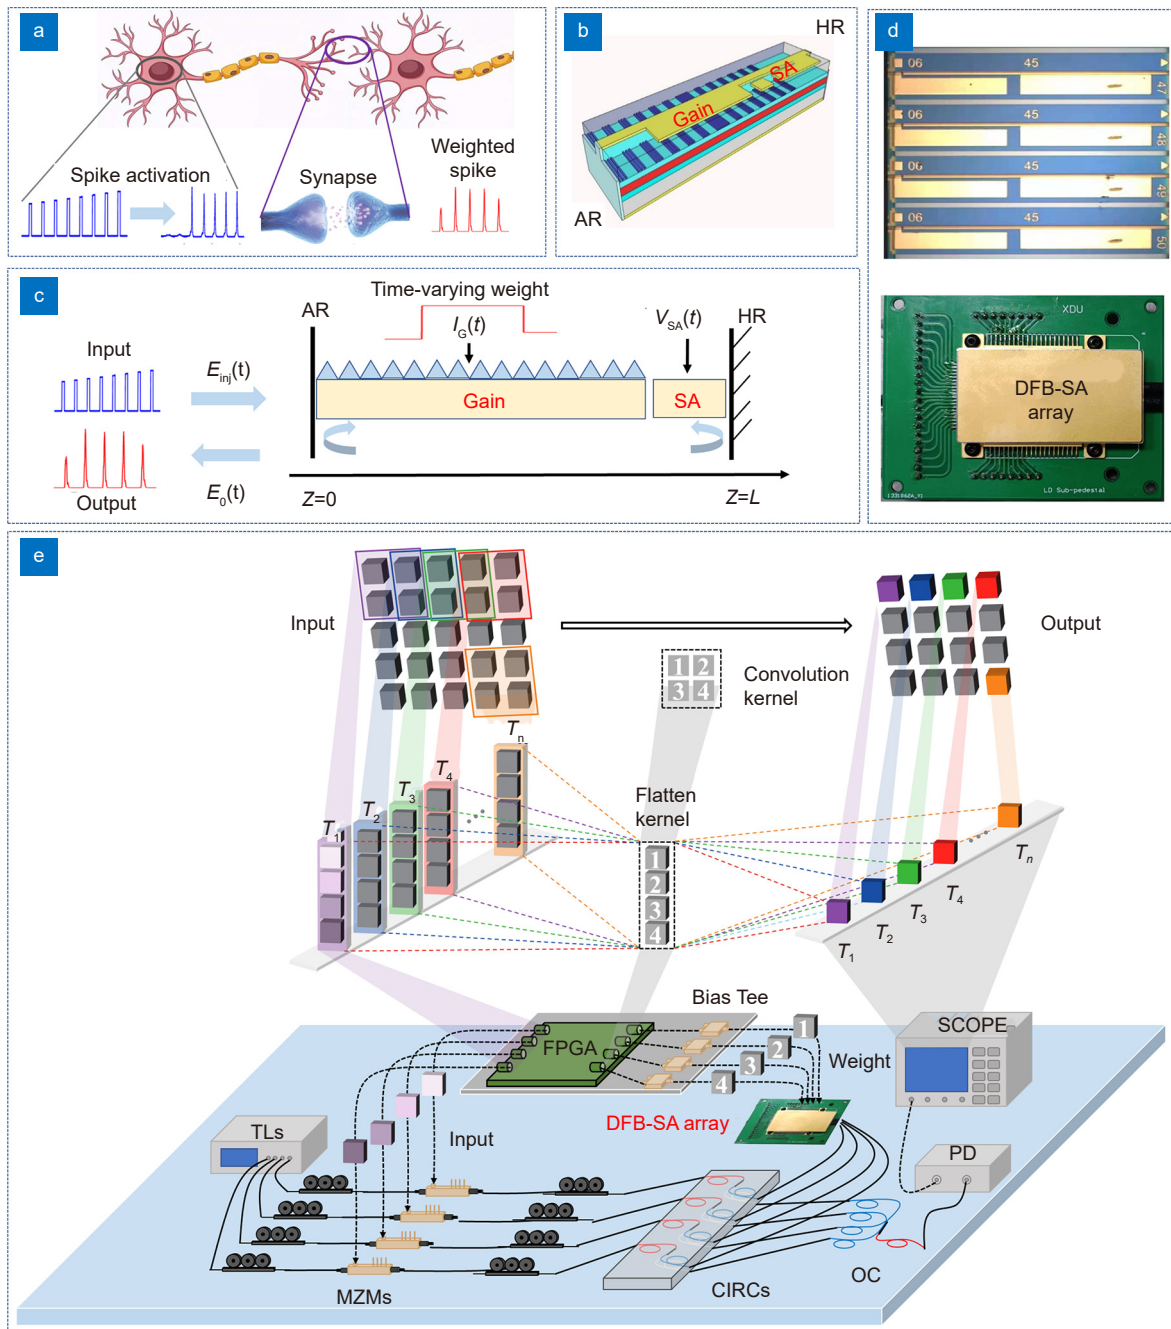 a
Spike activation
Synapse
Weighted
spike
b
HR
SA
Gain
AR
d
06 45
47
06 45
48
06 45
49
06 45
50
XDU
DFB-SA
array
LD Sub-pedestal
c
Time-varying weight
AR
I_G(t)
V_SA(t)
HR
Input
E_inj(t)
Gain
SA
Output
E_0(t)
Z=0
Z=L
e
Input
Output
1 2
3 4
Convolution
kernel
T_n
T_4
T_3
T_2
T_1
Flatten
kernel
1
2
3
4
T_n
T_4
T_3
T_2
T_1
Bias Tee
FPGA
1
2
3
4
Weight
SCOPE
DFB-SA array
Input
TLs
PD
MZMs
CIRCs
OC